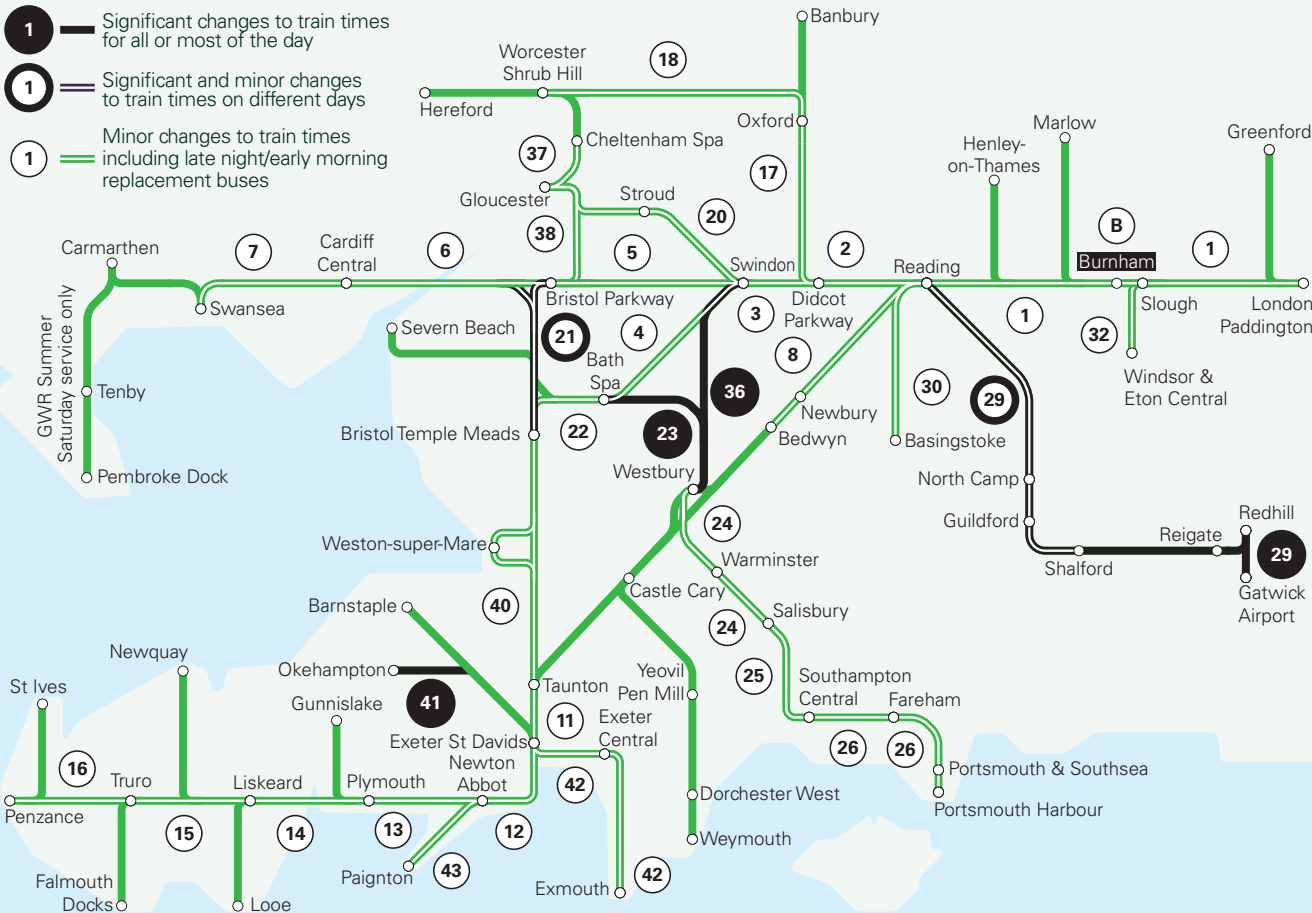 1
Significant changes to train times
for all or most of the day
1
Significant and minor changes
to train times on different days
1
Minor changes to train times
including late night/early morning
replacement buses
Banbury
Worcester
Shrub Hill
18
Hereford
Oxford
Cheltenham Spa
37
17
Gloucester
Stroud
20
38
5
Henley-
on-Thames
Marlow
Greenford
B
Burnham
1
Carmarthen
7
Cardiff
Central
6
Swindon
2
Reading
Swansea
Bristol Parkway
3
Didcot
Parkway
1
Slough
London
Paddington
GWR Summer
Saturday service only
Severn Beach
21
4
Bath
Spa
8
32
Windsor &
Eton Central
Tenby
36
30
29
Newbury
Bedwyn
Basingstoke
Bristol Temple Meads
22
23
Westbury
Pembroke Dock
North Camp
24
Guildford
Redhill
Reigate
29
Shalford
Gatwick
Airport
Weston-super-Mare
Warminster
Castle Cary
40
Barnstaple
24
Salisbury
Newquay
Okehampton
41
Yeovil
Pen Mill
25
St Ives
Gunnislake
Taunton
Southampton
Central
Fareham
11
Exeter
Central
Exeter St Davids
26
26
16
Truro
Liskeard
Plymouth
Newton
Abbot
42
Portsmouth & Southsea
Portsmouth Harbour
Penzance
15
14
13
12
Dorchester West
Weymouth
Paignton
43
Exmouth
42
Falmouth
Docks
Looe